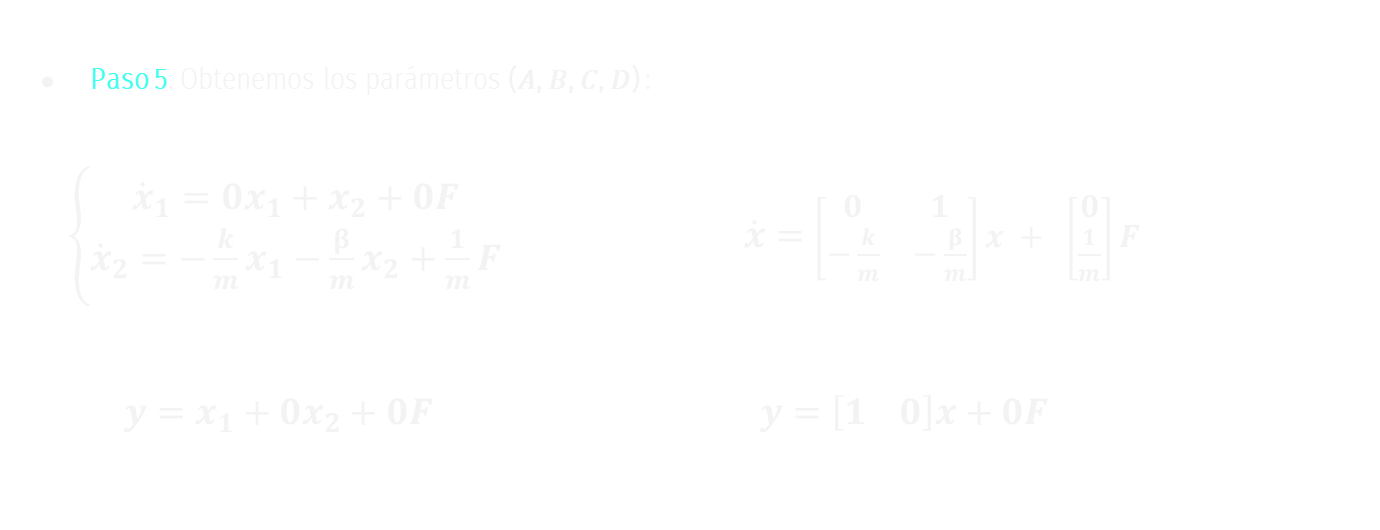 • Paso 5. Obtenemos los parámetros (A, B, C, D):
ẋ₁ = 0x₁ + x₂ + 0F
ẋ₂ = −k/m x₁ − β/m x₂ + 1/m F
ẋ = [0 1; −k/m −β/m] x + [0; 1/m] F
y = x₁ + 0x₂ + 0F
y = [1 0]x + 0F